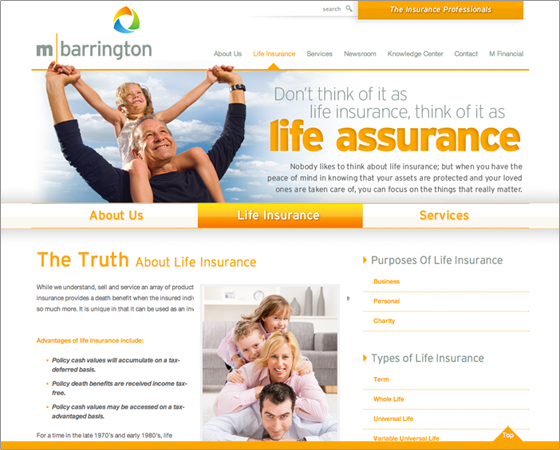 search
The Insurance Professionals
m|barrington
About Us Life Insurance Services Newsroom Knowledge Center Contact M Financial
Don't think of it as
life insurance, think of it as
life assurance
Nobody likes to think about life insurance; but when you have the
peace of mind in knowing that your assets are protected and your loved
ones are taken care of, you can focus on the things that really matter.
About Us Life Insurance Services
The Truth About Life Insurance
While we understand, sell and service an array of product
insurance provides a death benefit when the insured indi
so much more. It is unique in that it can be used as an
Advantages of life insurance include:
• Policy cash values will accumulate on a tax-
deferred basis.
• Policy death benefits are received income tax-
free.
• Policy cash values may be accessed on a tax-
advantaged basis.
For a time in the late 1970's and early 1980's, life
Purposes Of Life Insurance
Business
Personal
Charity
Types of Life Insurance
Term
Whole Life
Universal Life
Variable Universal Life
Top